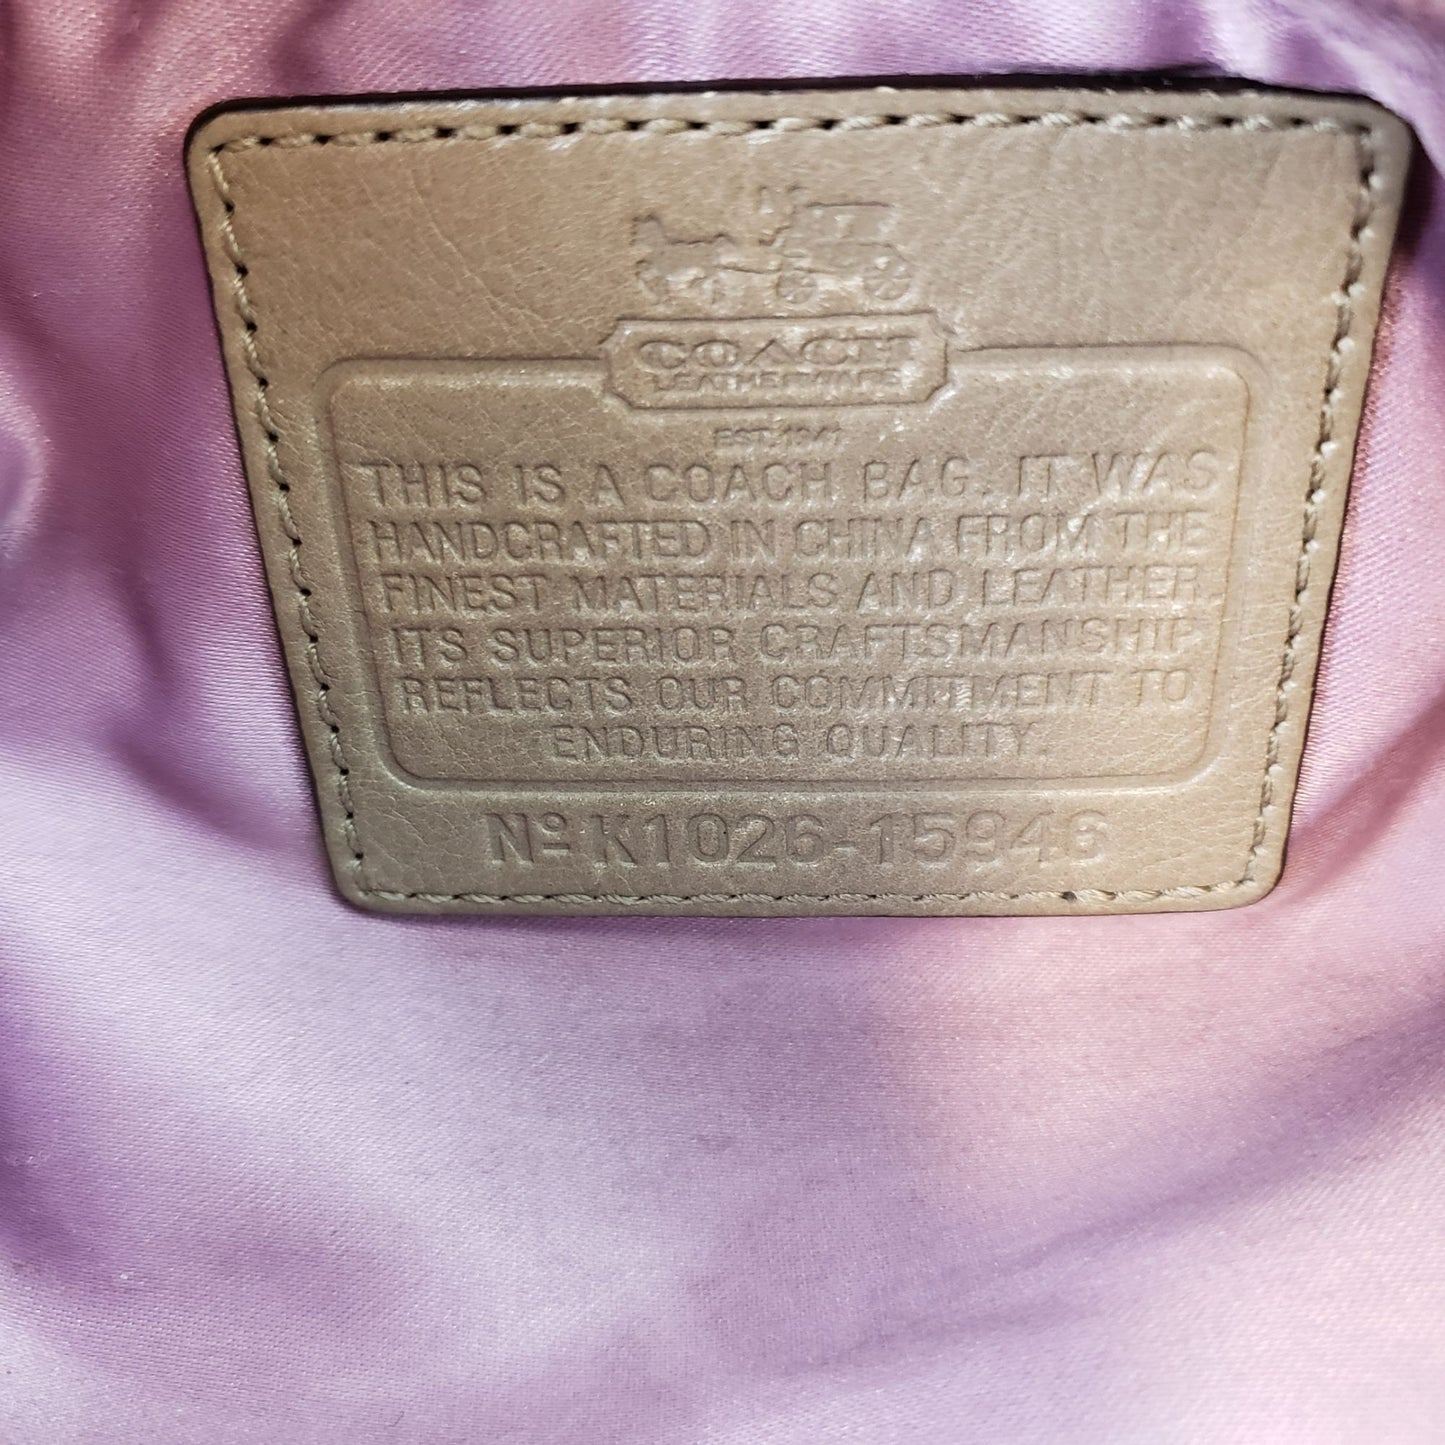 COACH
LEATHERWARE
EST. 1941
THIS IS A COACH BAG. IT WAS
HANDCRAFTED IN CHINA FROM THE
FINEST MATERIALS AND LEATHER.
ITS SUPERIOR CRAFTSMANSHIP
REFLECTS OUR COMMITMENT TO
ENDURING QUALITY.
Nº K1026-15946